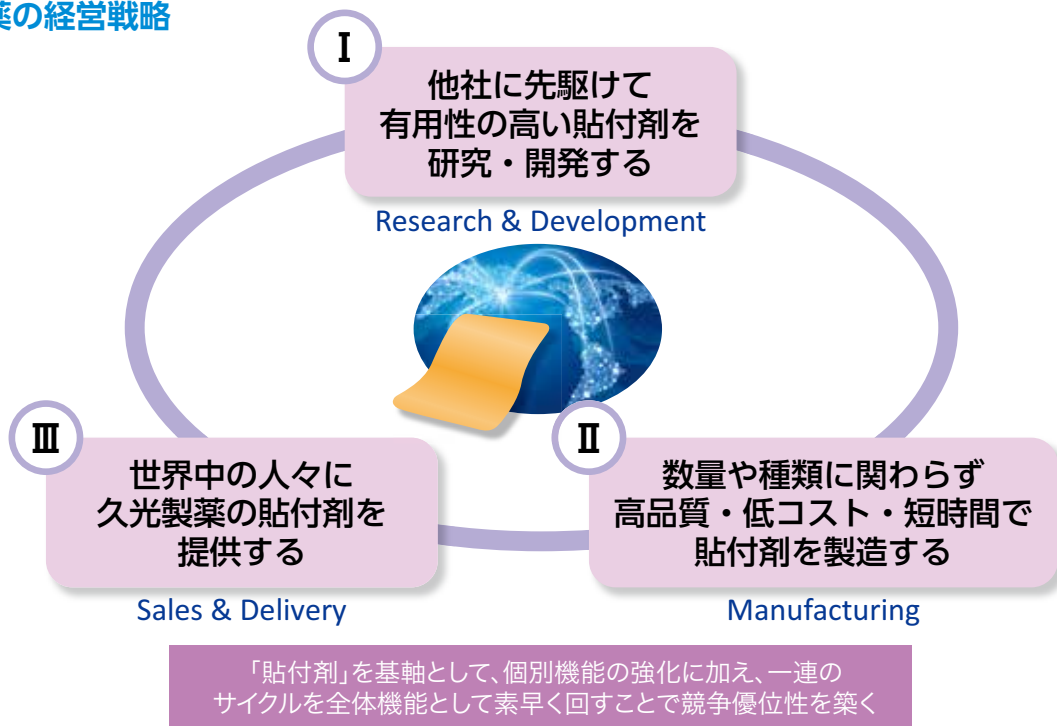 薬の経営戦略
Ⅰ
他社に先駆けて
有用性の高い貼付剤を
研究・開発する
Research & Development
Ⅱ
数量や種類に関わらず
高品質・低コスト・短時間で
貼付剤を製造する
Manufacturing
Ⅲ
世界中の人々に
久光製薬の貼付剤を
提供する
Sales & Delivery
「貼付剤」を基軸として、個別機能の強化に加え、一連の
サイクルを全体機能として素早く回すことで競争優位性を築く